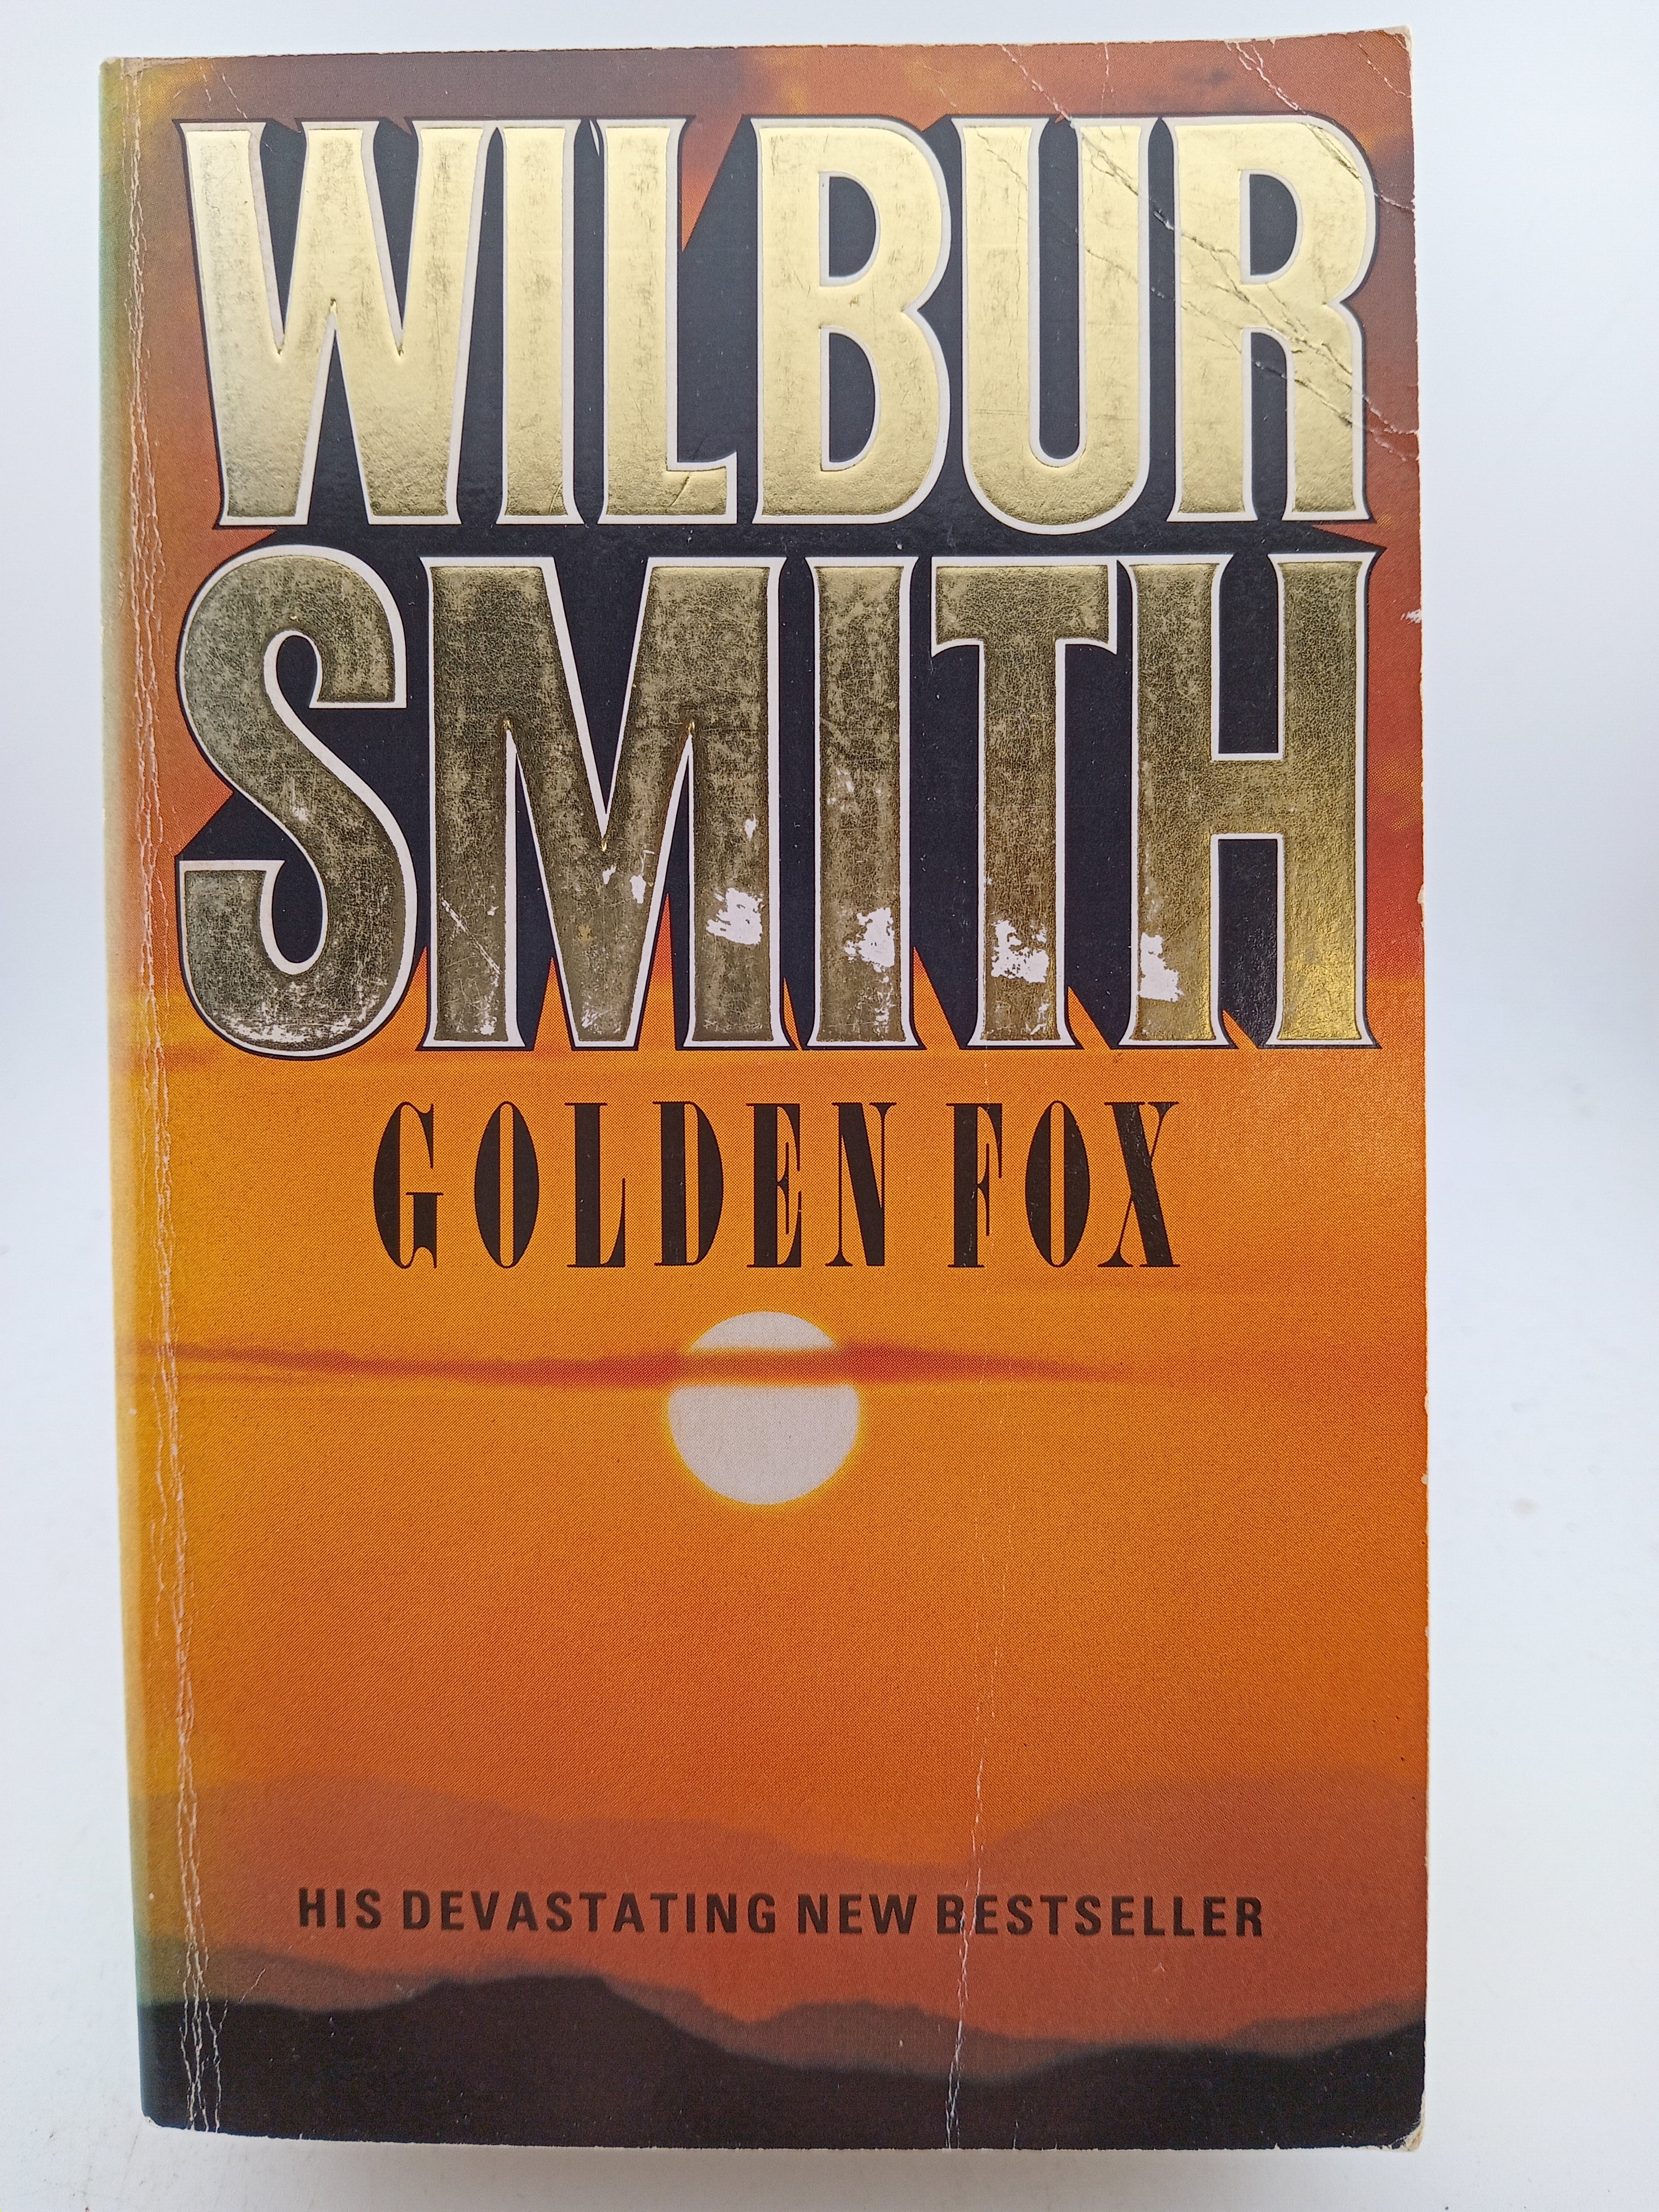 WILBUR
SMITH
GOLDEN FOX
HIS DEVASTATING NEW BESTSELLER